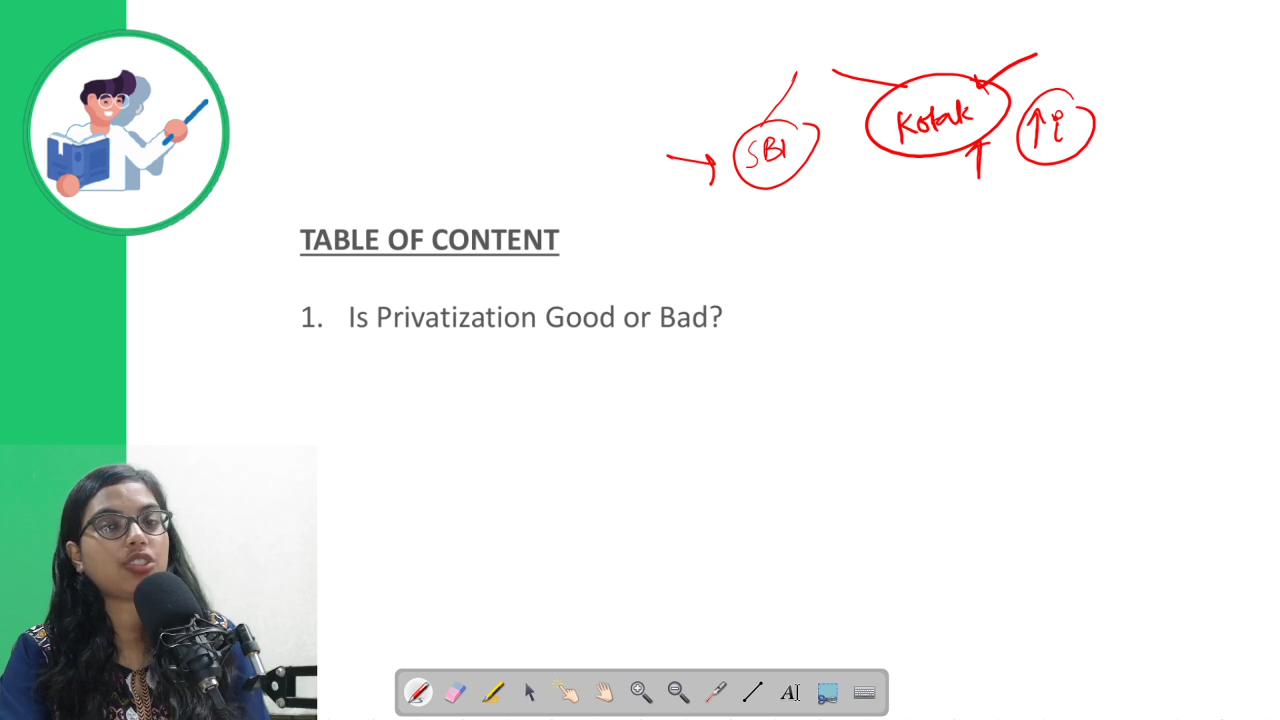 Kotak
↑ i
SBI
TABLE OF CONTENT
1. Is Privatization Good or Bad?